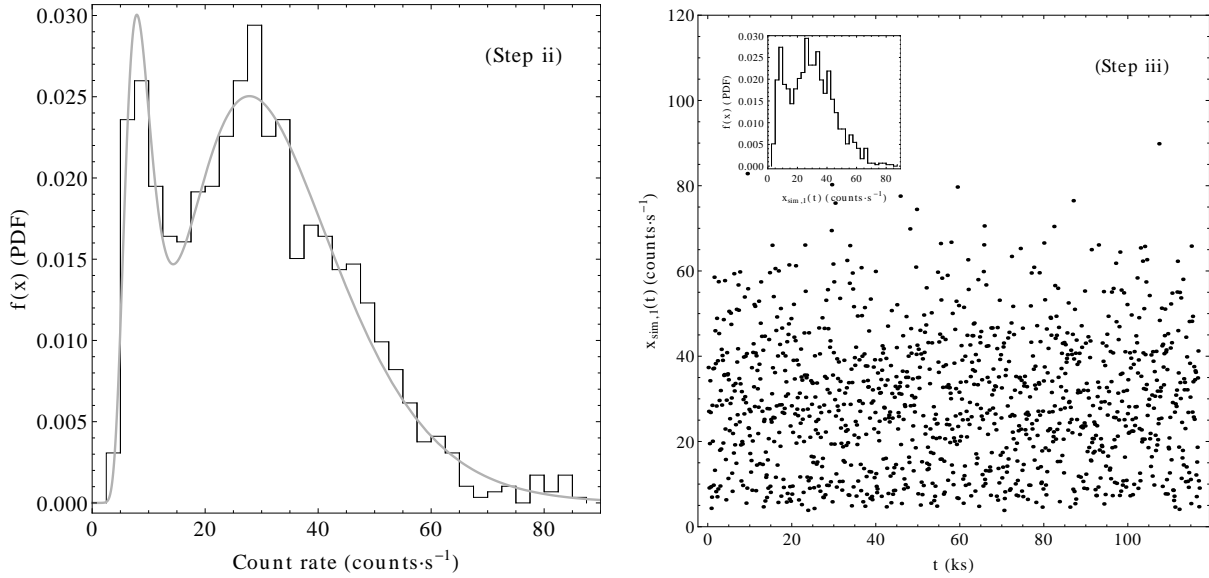 (Step ii)
f(x) (PDF)
0.030
0.025
0.020
0.015
0.010
0.005
0.000
0 20 40 60 80
Count rate (counts·s⁻¹)
(Step iii)
x_sim,1(t) (counts·s⁻¹)
120
100
80
60
40
20
0
0 20 40 60 80 100
t (ks)
f(x) (PDF)
0.030
0.025
0.020
0.015
0.010
0.005
0.000
0 20 40 60 80
x_sim,1(t) (counts·s⁻¹)